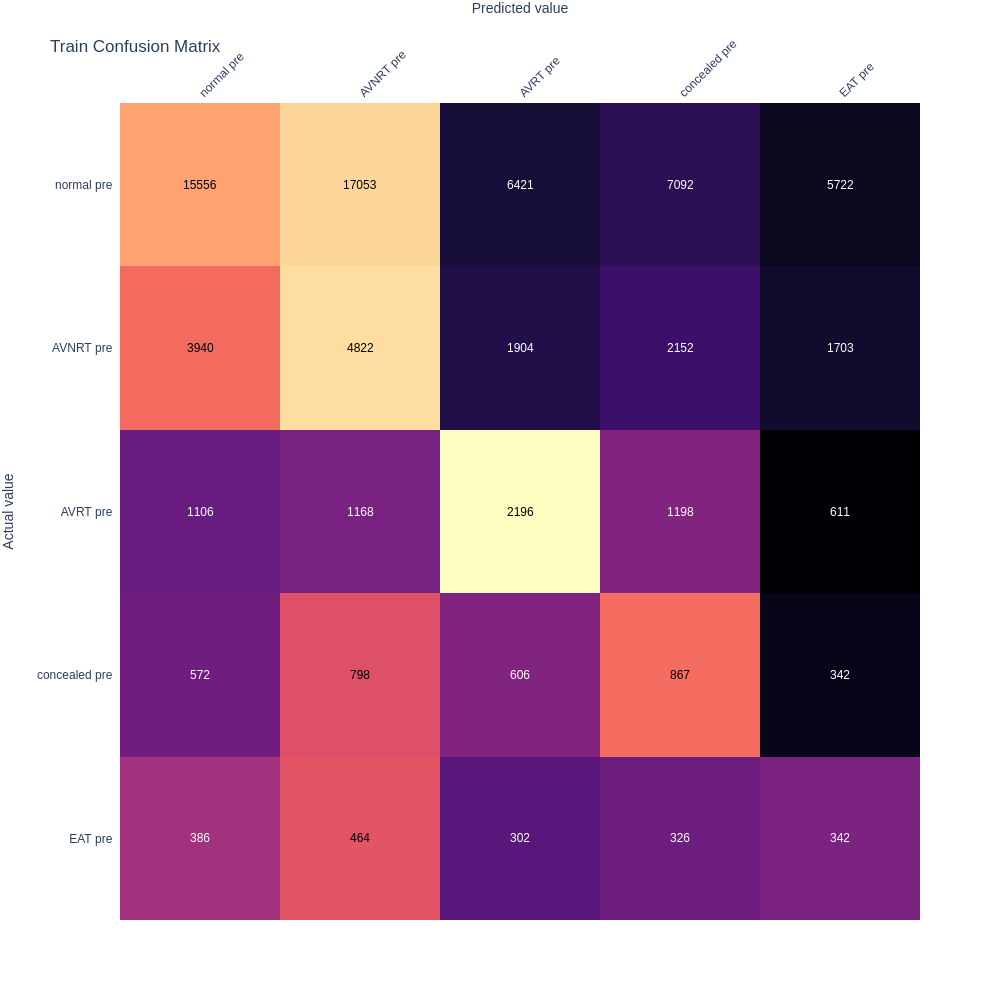 Predicted value
Train Confusion Matrix
normal pre AVNRT pre AVRT pre concealed pre EAT pre
normal pre 15556 17053 6421 7092 5722
AVNRT pre 3940 4822 1904 2152 1703
AVRT pre 1106 1168 2196 1198 611
concealed pre 572 798 606 867 342
EAT pre 386 464 302 326 342
Actual value